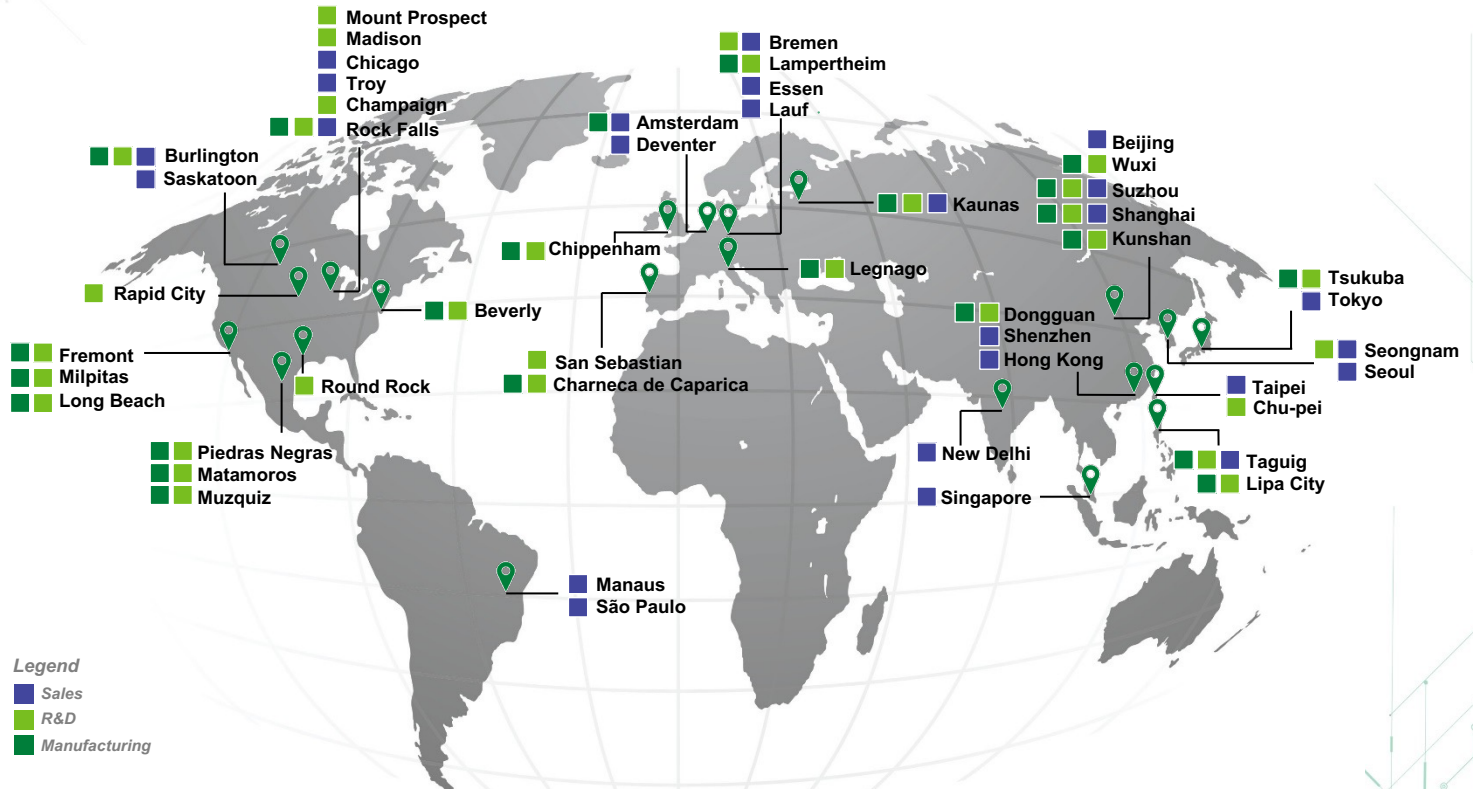 Mount Prospect
Madison
Chicago
Troy
Champaign
Rock Falls
Burlington
Saskatoon
Rapid City
Beverly
Fremont
Milpitas
Long Beach
Round Rock
Piedras Negras
Matamoros
Muzquiz
Manaus
São Paulo
Bremen
Lampertheim
Essen
Lauf
Amsterdam
Deventer
Kaunas
Chippenham
Legnago
San Sebastian
Charneca de Caparica
Beijing
Wuxi
Suzhou
Shanghai
Kunshan
Tsukuba
Tokyo
Dongguan
Shenzhen
Hong Kong
Seongnam
Seoul
Taipei
Chu-pei
New Delhi
Taguig
Lipa City
Singapore
Legend
Sales
R&D
Manufacturing